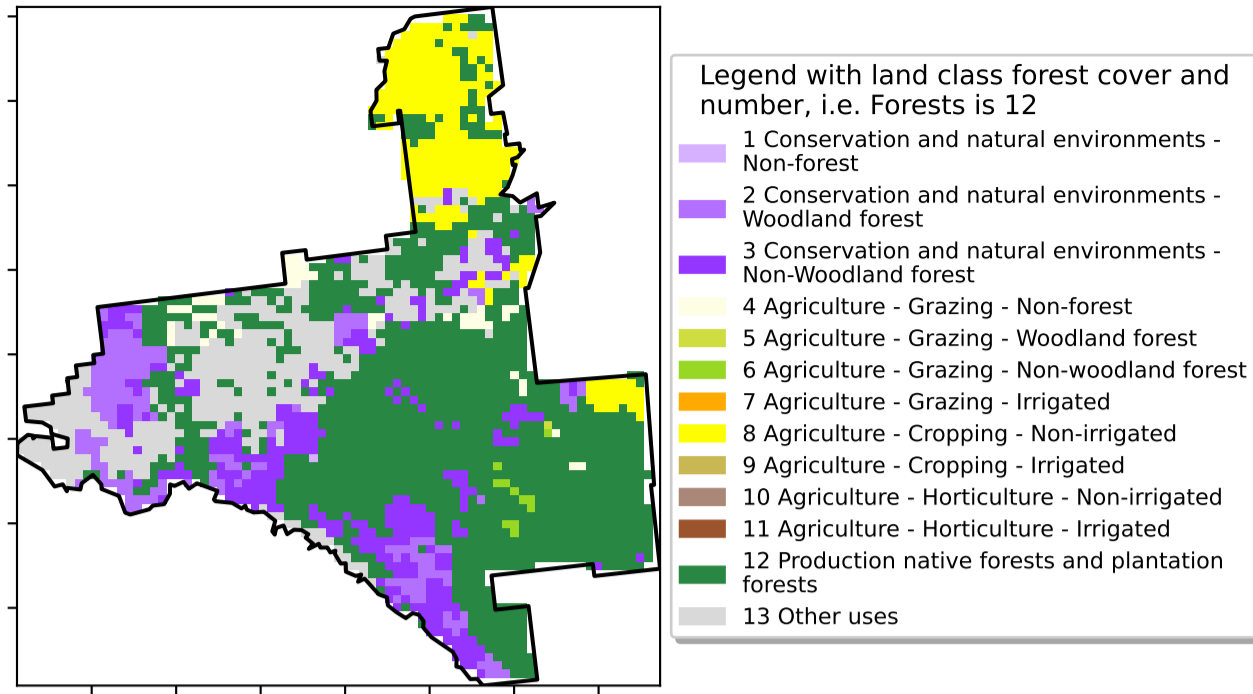 Legend with land class forest cover and
number, i.e. Forests is 12
1 Conservation and natural environments -
Non-forest
2 Conservation and natural environments -
Woodland forest
3 Conservation and natural environments -
Non-Woodland forest
4 Agriculture - Grazing - Non-forest
5 Agriculture - Grazing - Woodland forest
6 Agriculture - Grazing - Non-woodland forest
7 Agriculture - Grazing - Irrigated
8 Agriculture - Cropping - Non-irrigated
9 Agriculture - Cropping - Irrigated
10 Agriculture - Horticulture - Non-irrigated
11 Agriculture - Horticulture - Irrigated
12 Production native forests and plantation
forests
13 Other uses